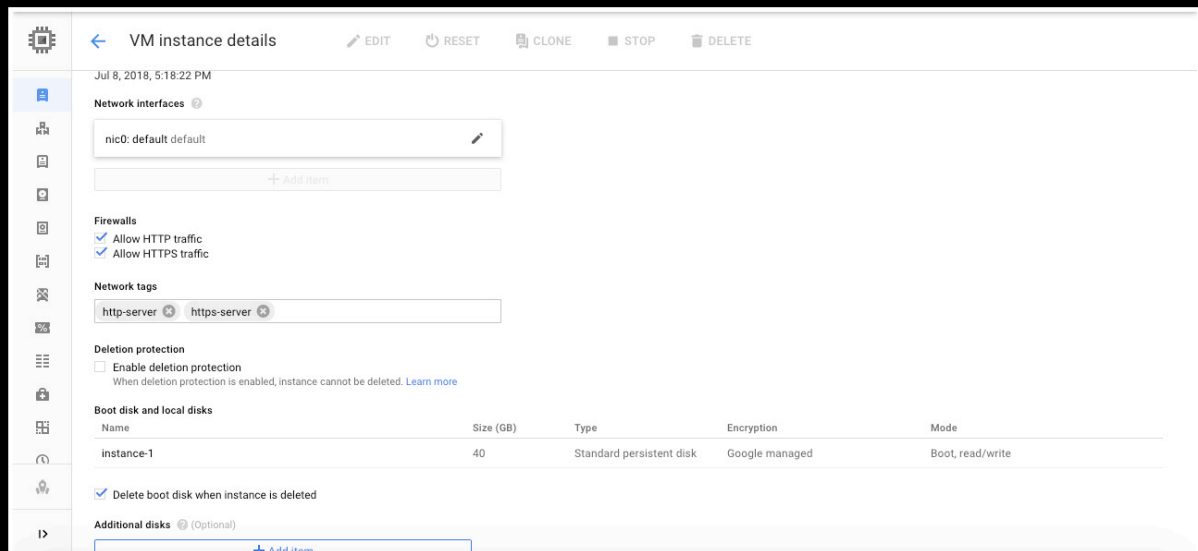 VM instance details EDIT RESET CLONE STOP DELETE
Jul 8, 2018, 5:18:22 PM
Network interfaces
nic0: default default
+ Add item
Firewalls
Allow HTTP traffic
Allow HTTPS traffic
Network tags
http-server https-server
Deletion protection
Enable deletion protection
When deletion protection is enabled, instance cannot be deleted. Learn more
Boot disk and local disks
Name Size (GB) Type Encryption Mode
instance-1 40 Standard persistent disk Google managed Boot, read/write
Delete boot disk when instance is deleted
Additional disks (Optional)
+ Add item